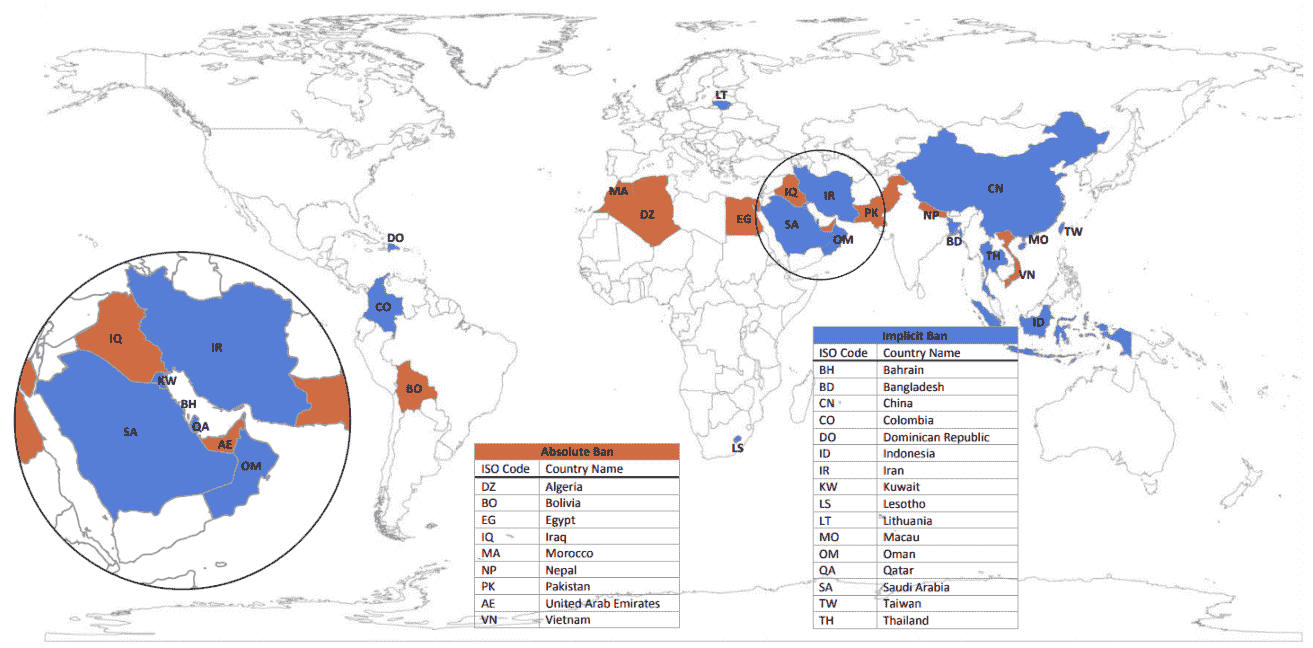 LT
MA
DZ
EG
IQ
IR
SA
OM
PK
NP
BD
CN
TW
MO
TH
VN
ID
DO
CO
BO
LS
IQ
IR
KW
BH
QA
SA
AE
OM
Absolute Ban
ISO Code Country Name
DZ Algeria
BO Bolivia
EG Egypt
IQ Iraq
MA Morocco
NP Nepal
PK Pakistan
AE United Arab Emirates
VN Vietnam
Implicit Ban
ISO Code Country Name
BH Bahrain
BD Bangladesh
CN China
CO Colombia
DO Dominican Republic
ID Indonesia
IR Iran
KW Kuwait
LS Lesotho
LT Lithuania
MO Macau
OM Oman
QA Qatar
SA Saudi Arabia
TW Taiwan
TH Thailand